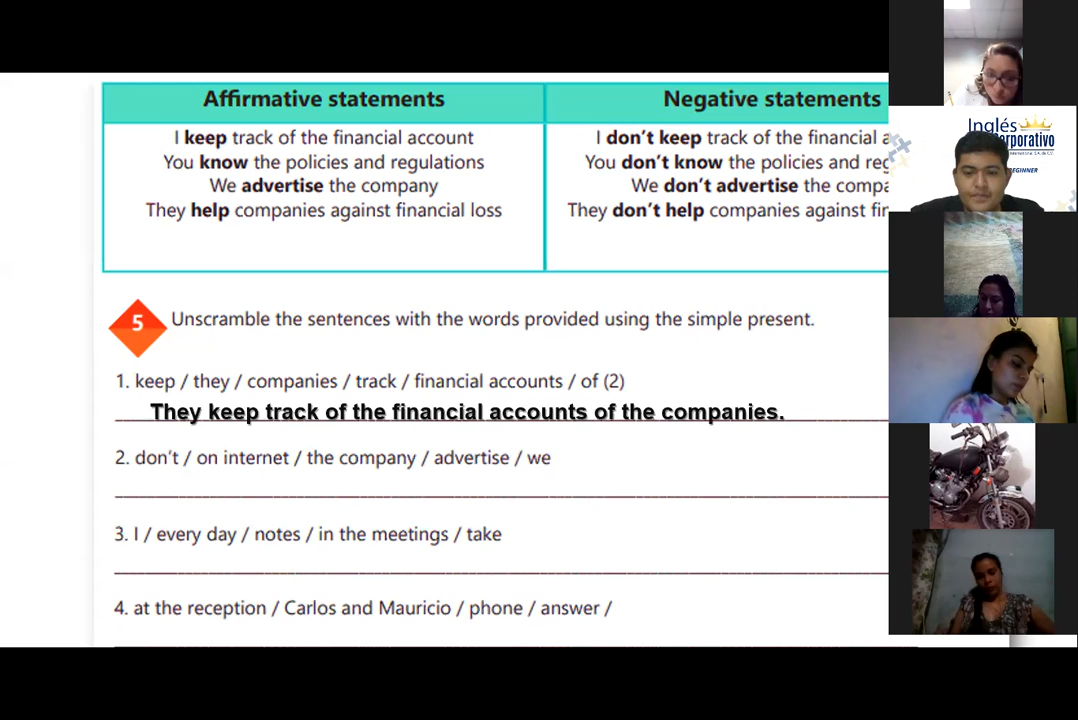 Affirmative statements
Negative statements
I keep track of the financial account
You know the policies and regulations
We advertise the company
They help companies against financial loss
I don't keep track of the financial
You don't know the policies and
We don't advertise the
They don't help companies against
5
Unscramble the sentences with the words provided using the simple present.
1. keep / they / companies / track / financial accounts / of (2)
They keep track of the financial accounts of the companies.
2. don't / on internet / the company / advertise / we
3. I / every day / notes / in the meetings / take
4. at the reception / Carlos and Mauricio / phone / answer /
Inglés